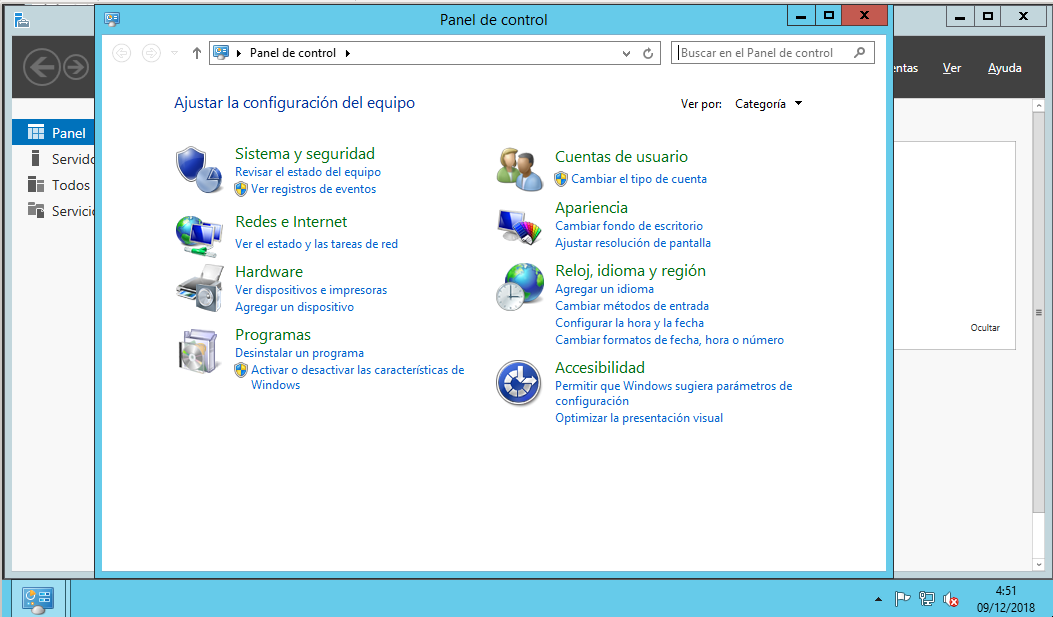 Panel de control
Panel de control
Buscar en el Panel de control
Ver
Ayuda
Ajustar la configuración del equipo
Ver por: Categoría
Panel
Todos
Sistema y seguridad
Revisar el estado del equipo
Ver registros de eventos
Redes e Internet
Ver el estado y las tareas de red
Hardware
Ver dispositivos e impresoras
Agregar un dispositivo
Programas
Desinstalar un programa
Activar o desactivar las características de
Windows
Cuentas de usuario
Cambiar el tipo de cuenta
Apariencia
Cambiar fondo de escritorio
Ajustar resolución de pantalla
Reloj, idioma y región
Agregar un idioma
Cambiar métodos de entrada
Configurar la hora y la fecha
Cambiar formatos de fecha, hora o número
Accesibilidad
Permitir que Windows sugiera parámetros de
configuración
Optimizar la presentación visual
Ocultar
4:51
09/12/2018